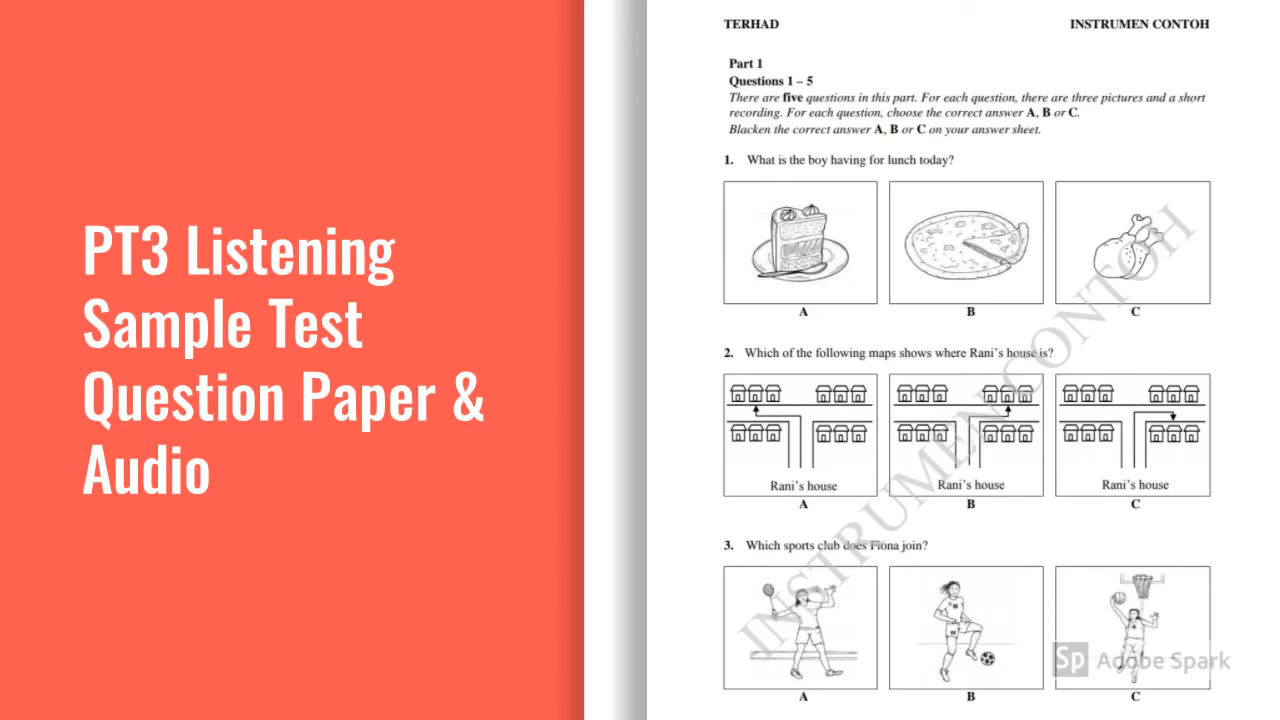 PT3 Listening
Sample Test
Question Paper &
Audio
TERHAD INSTRUMEN CONTOH
Part 1
Questions 1 – 5
There are five questions in this part. For each question, there are three pictures and a short
recording. For each question, choose the correct answer A, B or C.
Blacken the correct answer A, B or C on your answer sheet.
1. What is the boy having for lunch today?
A B C
2. Which of the following maps shows where Rani's house is?
Rani's house Rani's house Rani's house
A B C
3. Which sports club does Fiona join?
A B C
INSTRUMEN CONTOH
Sp Adobe Spark